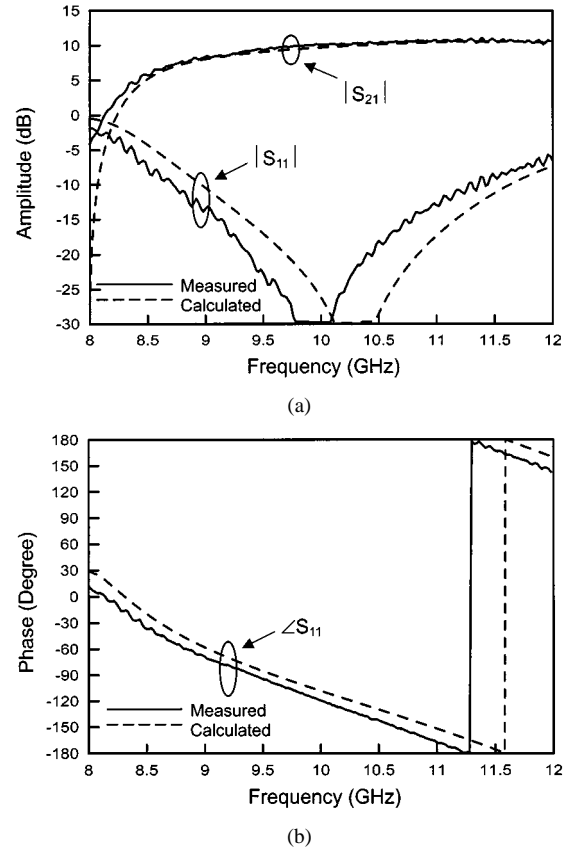 15
10
5
0
-5
-10
-15
-20
-25
-30
Amplitude (dB)
|S21|
|S11|
Measured
Calculated
8 8.5 9 9.5 10 10.5 11 11.5 12
Frequency (GHz)
(a)
180
150
120
90
60
30
0
-30
-60
-90
-120
-150
-180
Phase (Degree)
∠S11
Measured
Calculated
8 8.5 9 9.5 10 10.5 11 11.5 12
Frequency (GHz)
(b)